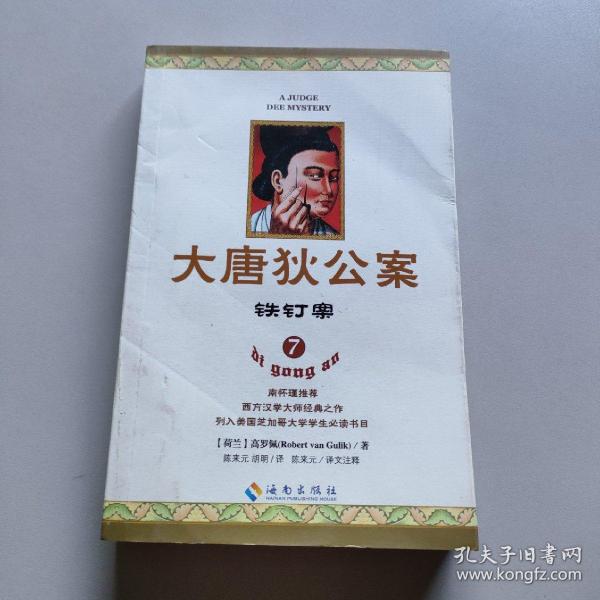 A JUDGE
DEE MYSTERY
大唐狄公案
铁钉案
7
di gong an
南怀瑾推荐
西方汉学大师经典之作
列入美国芝加哥大学学生必读书目
【荷兰】高罗佩(Robert van Gulik)/著
陈来元 胡明/译 陈来元/译文注释
海南出版社
HAINAN PUBLISHING HOUSE
孔夫子旧书网
www.kongfz.com